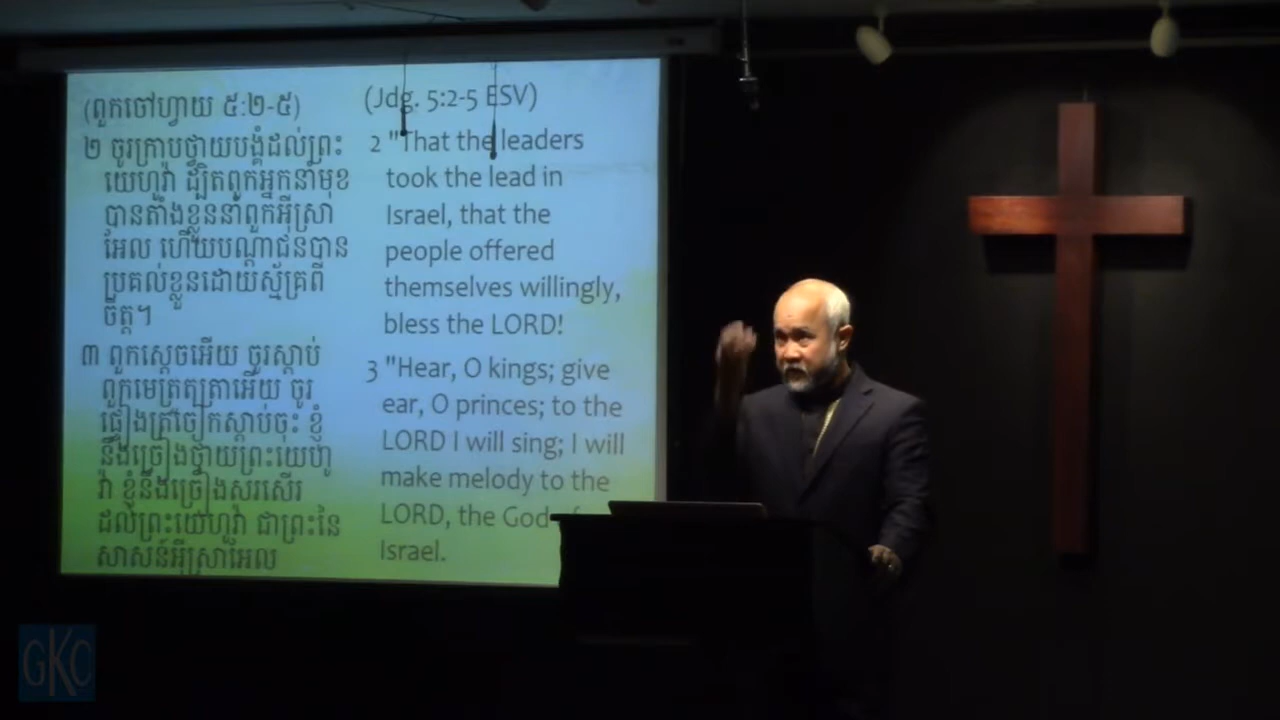 (ពួកចៅហ្វាយ ៥:២-៥)
២ ចូរក្រាបថ្វាយបង្គំដល់ព្រះ
យេហូវ៉ា ដ្បិតពួកអ្នកនាំមុខ
បានតាំងខ្លួននាំពួកអ៊ីស្រា
អែល ហើយបណ្តាជនបាន
ប្រគល់ខ្លួនដោយស្ម័គ្រពី
ចិត្ត។
៣ ពួកស្តេចអើយ ចូរស្តាប់
ពួកមេត្រួតត្រាអើយ ចូរ
ផ្ទៀងត្រចៀកស្តាប់ចុះ ខ្ញុំ
នឹងច្រៀងថ្វាយព្រះយេហូ
វ៉ា ខ្ញុំនឹងច្រៀងសរសើរ
ដល់ព្រះយេហូវ៉ា ជាព្រះនៃ
សាសន៍អ៊ីស្រាអែល
(Jdg. 5:2-5 ESV)
2 "That the leaders
took the lead in
Israel, that the
people offered
themselves willingly,
bless the LORD!
3 "Hear, O kings; give
ear, O princes; to the
LORD I will sing; I will
make melody to the
LORD, the God of
Israel.
GKC